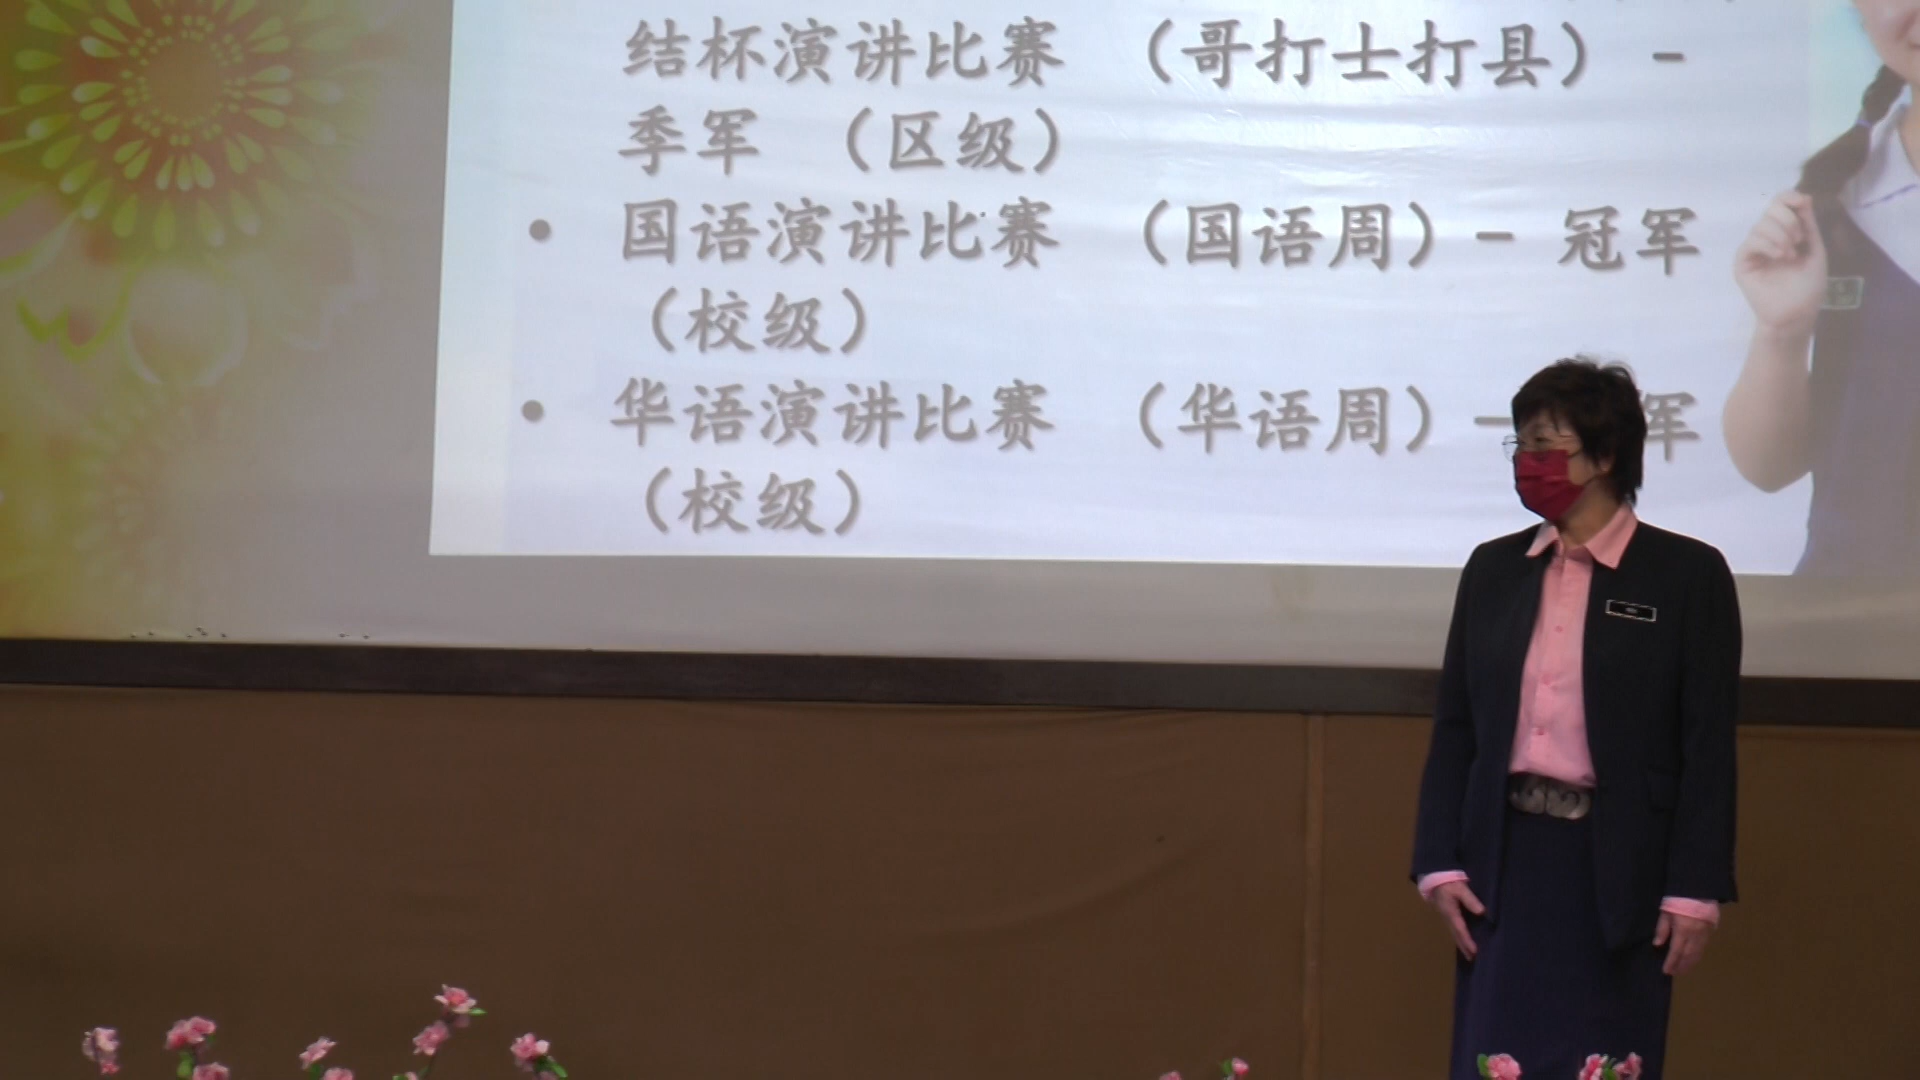 结杯演讲比赛 （哥打士打县） -
季军 （区级）
• 国语演讲比赛 （国语周）- 冠军
（校级）
• 华语演讲比赛 （华语周）- 军
（校级）